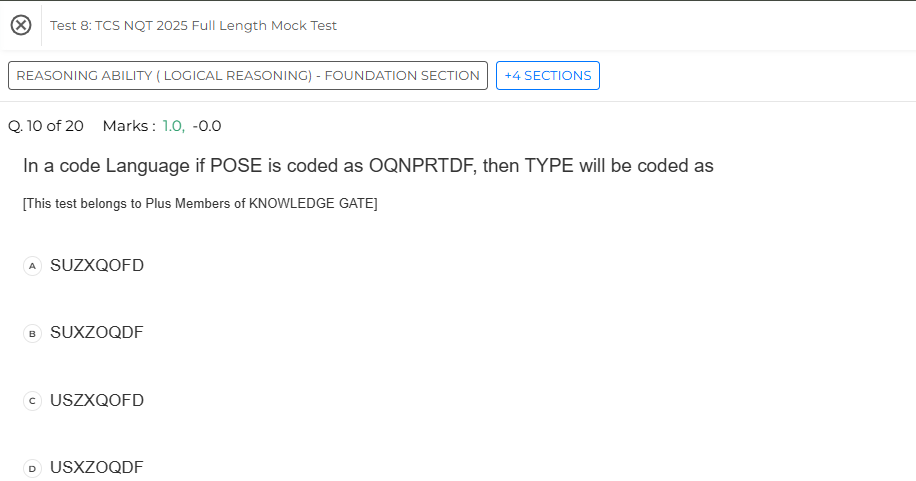 Test 8: TCS NQT 2025 Full Length Mock Test
REASONING ABILITY ( LOGICAL REASONING) - FOUNDATION SECTION +4 SECTIONS
Q. 10 of 20 Marks : 1.0, -0.0
In a code Language if POSE is coded as OQNPRTDF, then TYPE will be coded as
[This test belongs to Plus Members of KNOWLEDGE GATE]
A SUZXQOFD
B SUXZOQDF
C USZXQOFD
D USXZOQDF